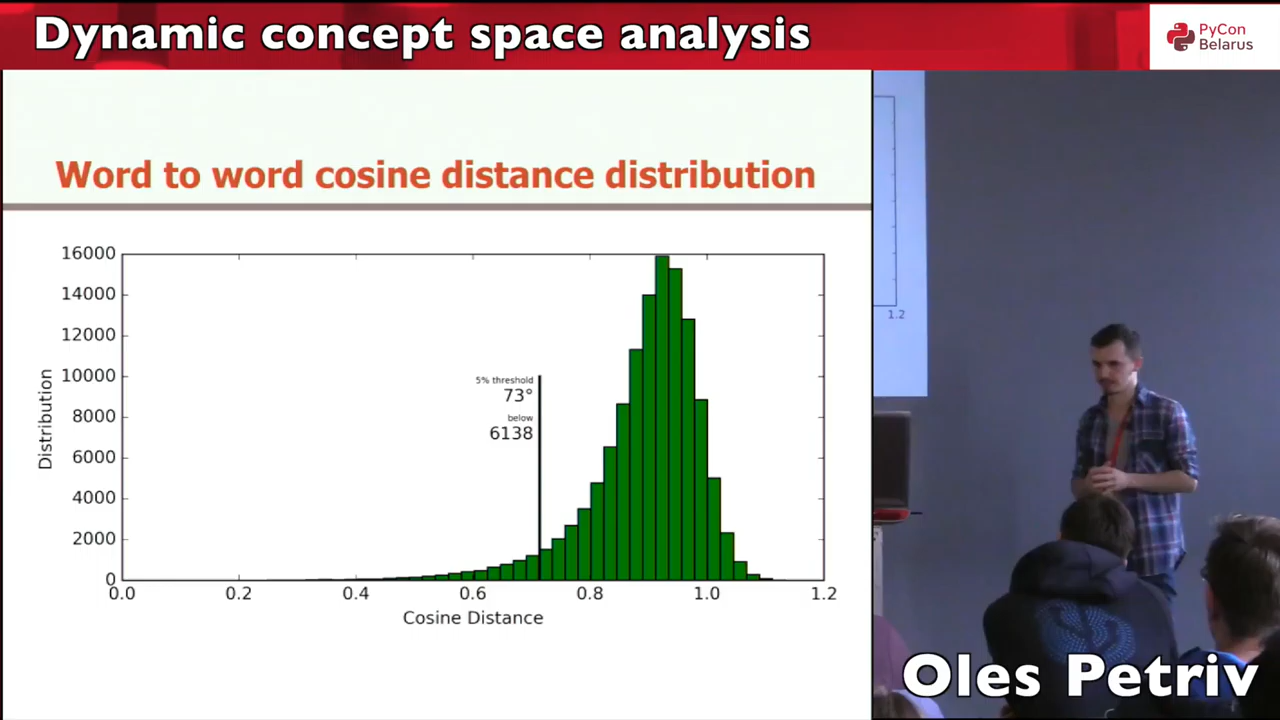 Dynamic concept space analysis
PyCon
Belarus
Word to word cosine distance distribution
16000
14000
12000
10000
8000
6000
4000
2000
0
Distribution
5% threshold
73°
below
6138
0.0 0.2 0.4 0.6 0.8 1.0 1.2
Cosine Distance
1.2
Oles Petriv